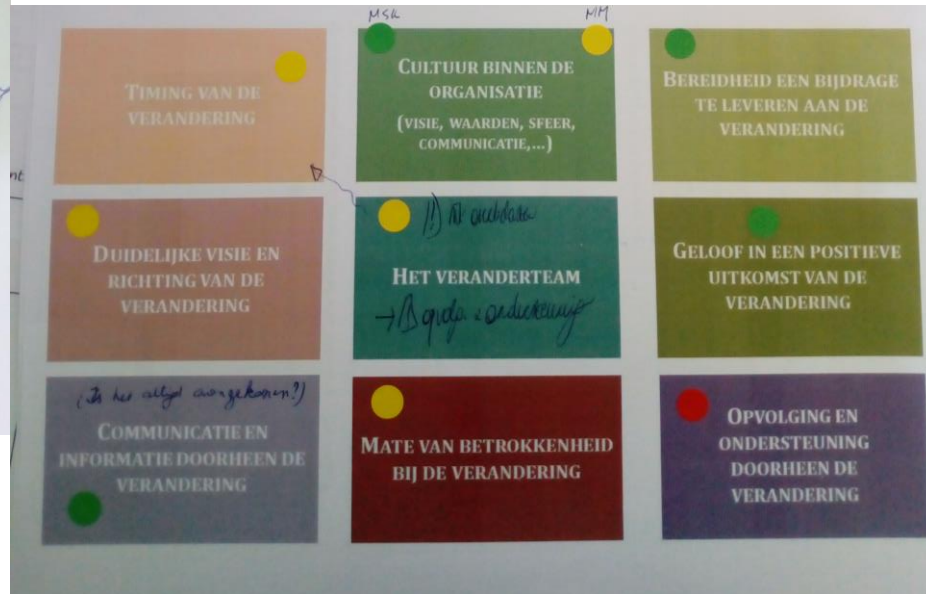 MSK
MM
TIMING VAN DE
VERANDERING
CULTUUR BINNEN DE
ORGANISATIE
(VISIE, WAARDEN, SFEER,
COMMUNICATIE,...)
BEREIDHEID EEN BIJDRAGE
TE LEVEREN AAN DE
VERANDERING
DUIDELIJKE VISIE EN
RICHTING VAN DE
VERANDERING
HET VERANDERTEAM
GELOOF IN EEN POSITIEVE
UITKOMST VAN DE
VERANDERING
(Is het altijd aangekomen?)
COMMUNICATIE EN
INFORMATIE DOORHEEN DE
VERANDERING
MATE VAN BETROKKENHEID
BIJ DE VERANDERING
OPVOLGING EN
ONDERSTEUNING
DOORHEEN DE
VERANDERING